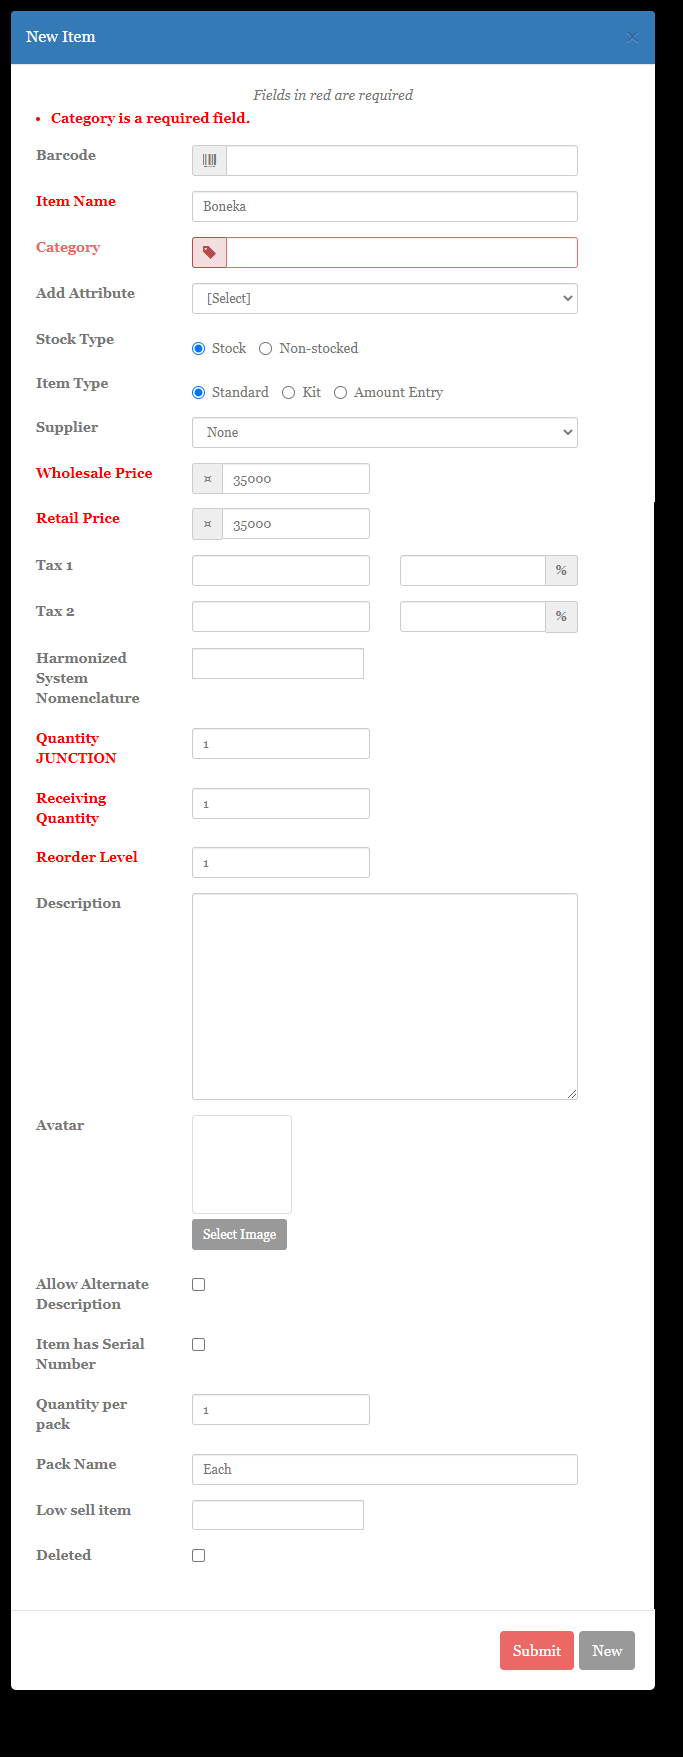 New Item ×
Fields in red are required
• Category is a required field.
Barcode
Item Name Boneka
Category
Add Attribute [Select]
Stock Type Stock Non-stocked
Item Type Standard Kit Amount Entry
Supplier None
Wholesale Price ¤ 35000
Retail Price ¤ 35000
Tax 1 %
Tax 2 %
Harmonized
System
Nomenclature
Quantity
JUNCTION 1
Receiving
Quantity 1
Reorder Level 1
Description
Avatar
Select Image
Allow Alternate
Description
Item has Serial
Number
Quantity per
pack 1
Pack Name Each
Low sell item
Deleted
Submit New